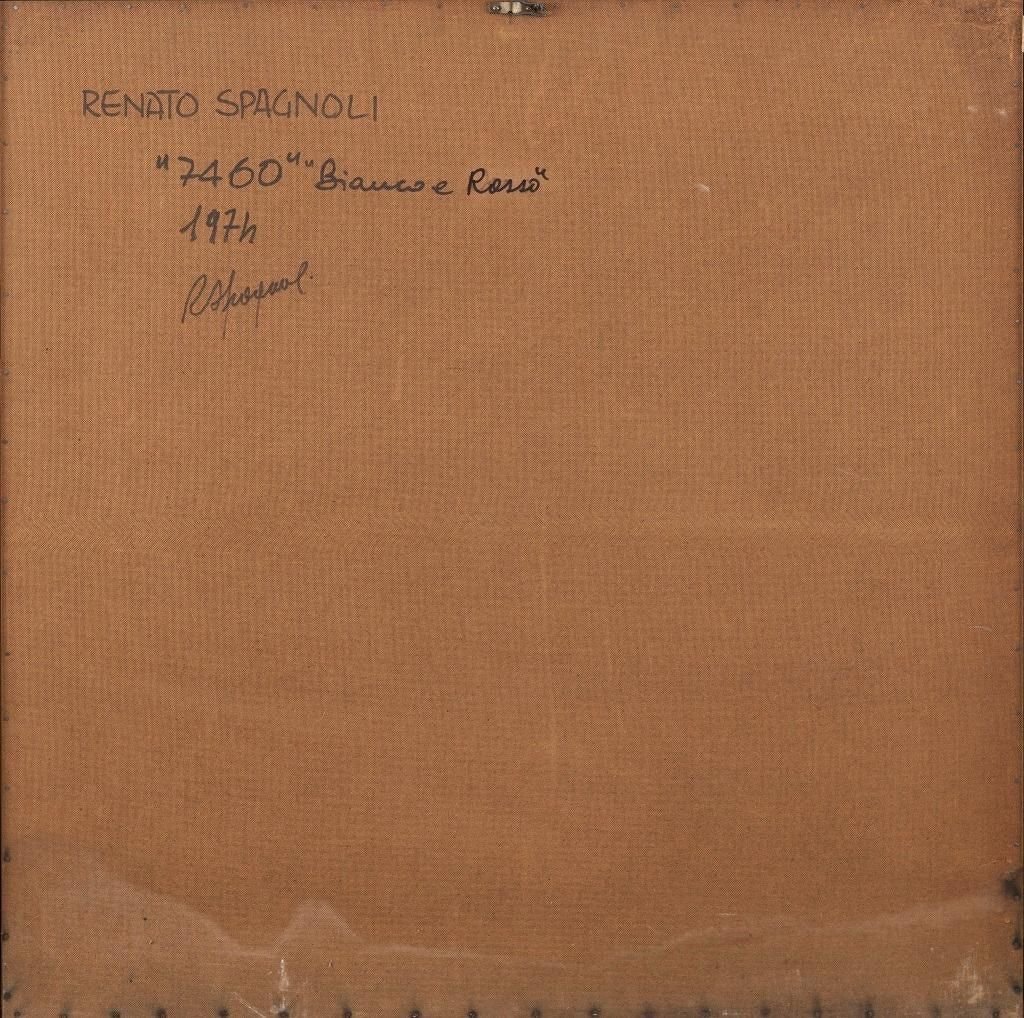 RENATO SPAGNOLI
"7460" "Bianco e Rosso"
1974
R Spagnoli